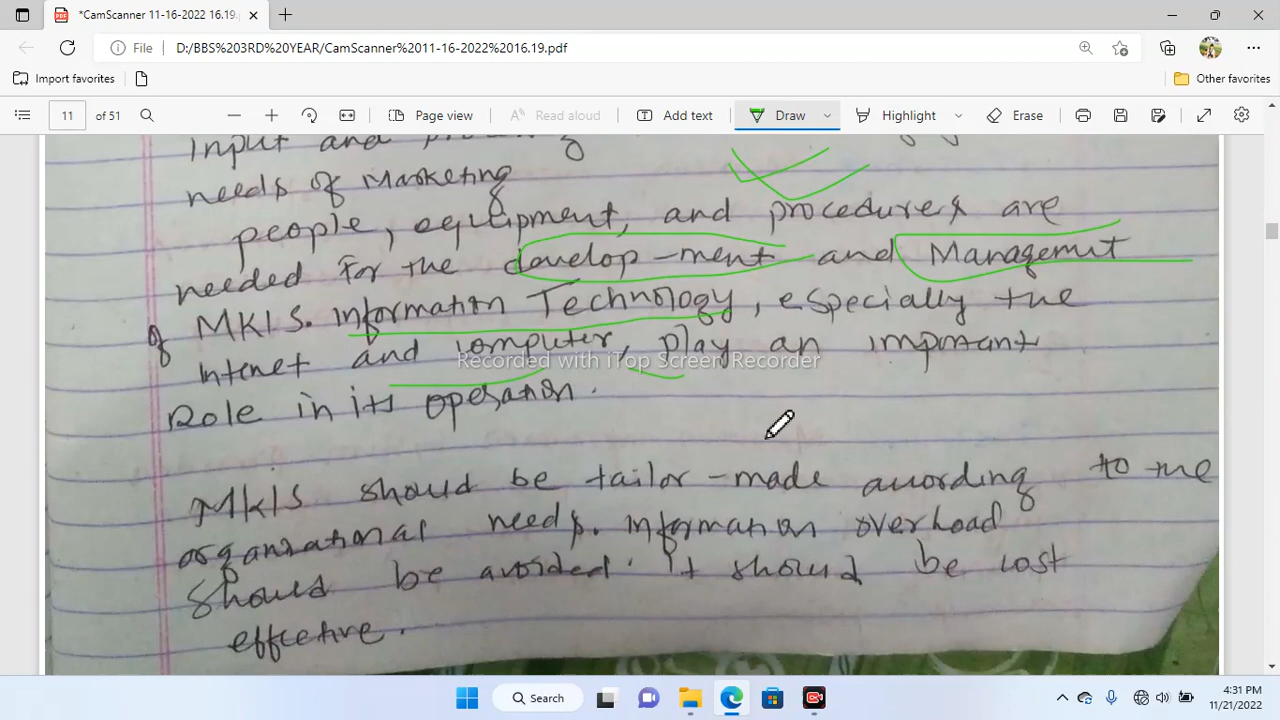 *CamScanner 11-16-2022 16.19.p
File D:/BBS%203RD%20YEAR/CamScanner%2011-16-2022%2016.19.pdf
Import favorites Other favorites
11 of 51 Page view Read aloud Add text Draw Highlight Erase
Input and
needs of Marketing
people, equipment, and procedures are
needed for the develop-ment and Managemnt
of MKIS. Information Technology, especially the
Intenet and computer, play an important
Role in its operation.
Recorded with iTop Screen Recorder
MKIS should be tailor-made according to the
organizational needs. Information overload
should be avoided. It should be cost
effective.
Search
4:31 PM
11/21/2022